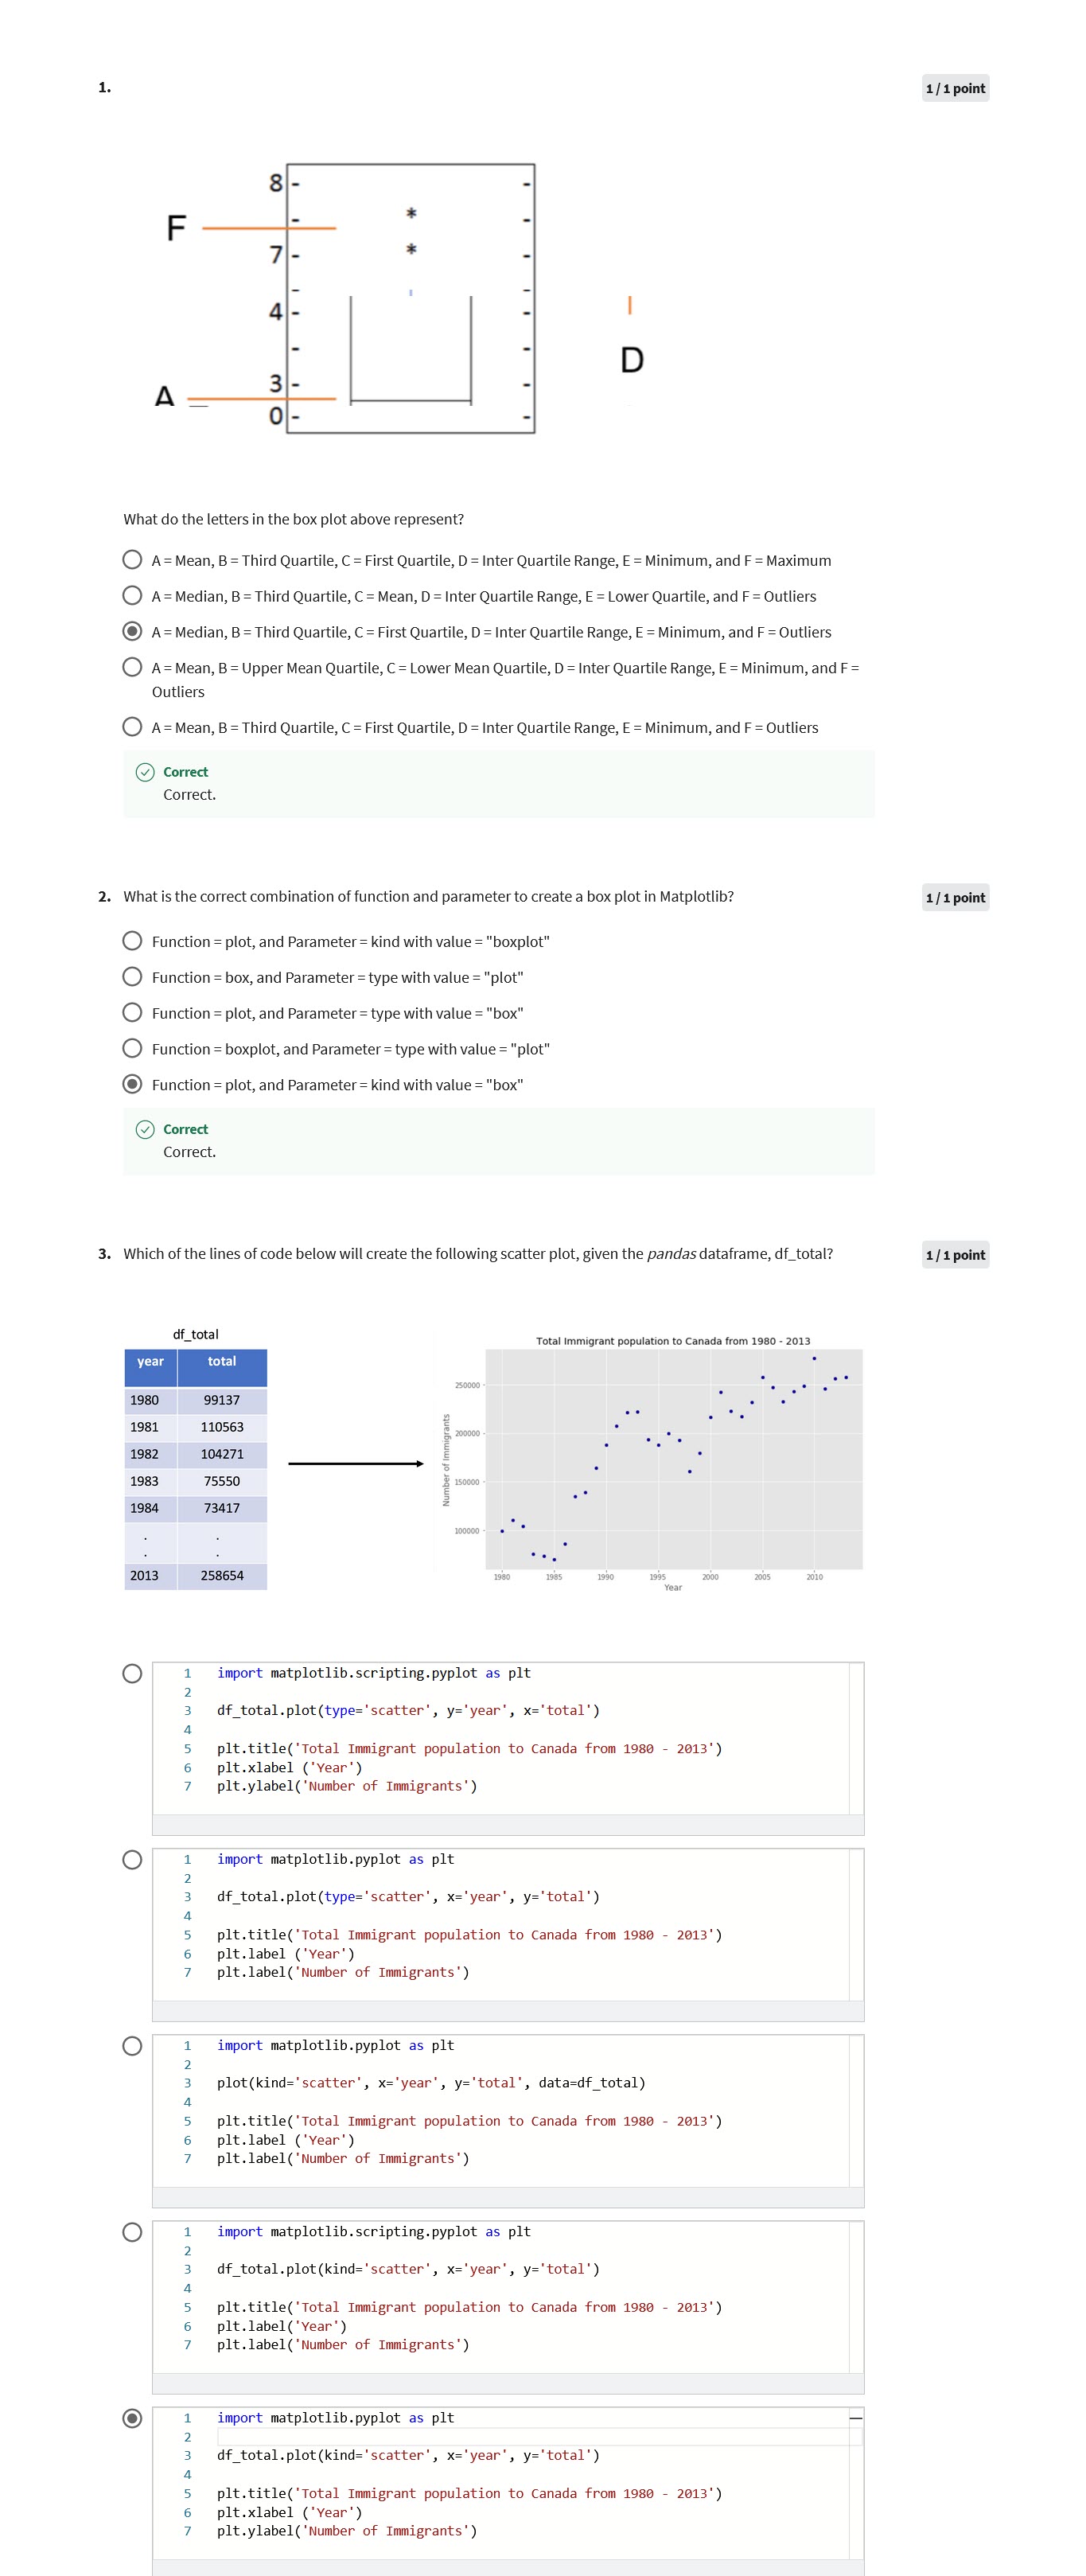 1.
1 / 1 point
8
F
7
4
D
3
A
0
What do the letters in the box plot above represent?
A = Mean, B = Third Quartile, C = First Quartile, D = Inter Quartile Range, E = Minimum, and F = Maximum
A = Median, B = Third Quartile, C = Mean, D = Inter Quartile Range, E = Lower Quartile, and F = Outliers
A = Median, B = Third Quartile, C = First Quartile, D = Inter Quartile Range, E = Minimum, and F = Outliers
A = Mean, B = Upper Mean Quartile, C = Lower Mean Quartile, D = Inter Quartile Range, E = Minimum, and F =
Outliers
A = Mean, B = Third Quartile, C = First Quartile, D = Inter Quartile Range, E = Minimum, and F = Outliers
Correct
Correct.
2. What is the correct combination of function and parameter to create a box plot in Matplotlib?
1 / 1 point
Function = plot, and Parameter = kind with value = "boxplot"
Function = box, and Parameter = type with value = "plot"
Function = plot, and Parameter = type with value = "box"
Function = boxplot, and Parameter = type with value = "plot"
Function = plot, and Parameter = kind with value = "box"
Correct
Correct.
3. Which of the lines of code below will create the following scatter plot, given the pandas dataframe, df_total?
1 / 1 point
df_total
year total
1980 99137
1981 110563
1982 104271
1983 75550
1984 73417
. .
. .
2013 258654
Total Immigrant population to Canada from 1980 - 2013
Number of Immigrants
250000
200000
150000
100000
1980 1985 1990 1995 2000 2005 2010
Year
1 import matplotlib.scripting.pyplot as plt
2
3 df_total.plot(type='scatter', y='year', x='total')
4
5 plt.title('Total Immigrant population to Canada from 1980 - 2013')
6 plt.xlabel ('Year')
7 plt.ylabel('Number of Immigrants')
1 import matplotlib.pyplot as plt
2
3 df_total.plot(type='scatter', x='year', y='total')
4
5 plt.title('Total Immigrant population to Canada from 1980 - 2013')
6 plt.label ('Year')
7 plt.label('Number of Immigrants')
1 import matplotlib.pyplot as plt
2
3 plot(kind='scatter', x='year', y='total', data=df_total)
4
5 plt.title('Total Immigrant population to Canada from 1980 - 2013')
6 plt.label ('Year')
7 plt.label('Number of Immigrants')
1 import matplotlib.scripting.pyplot as plt
2
3 df_total.plot(kind='scatter', x='year', y='total')
4
5 plt.title('Total Immigrant population to Canada from 1980 - 2013')
6 plt.label('Year')
7 plt.label('Number of Immigrants')
1 import matplotlib.pyplot as plt
2
3 df_total.plot(kind='scatter', x='year', y='total')
4
5 plt.title('Total Immigrant population to Canada from 1980 - 2013')
6 plt.xlabel ('Year')
7 plt.ylabel('Number of Immigrants')